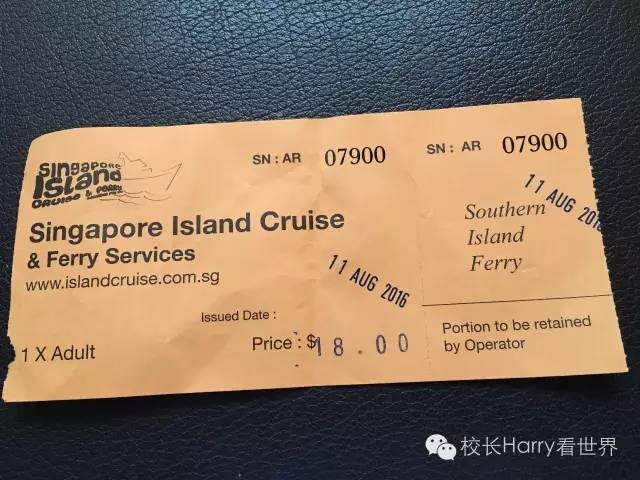 SINGAPORE
ISLAND
CRUISE & FERRY
SN : AR 07900
Singapore Island Cruise
& Ferry Services
www.islandcruise.com.sg
11 AUG 2016
Issued Date :
1 X Adult
Price : $18.00
SN : AR 07900
11 AUG 2016
Southern
Island
Ferry
Portion to be retained
by Operator
校长Harry看世界